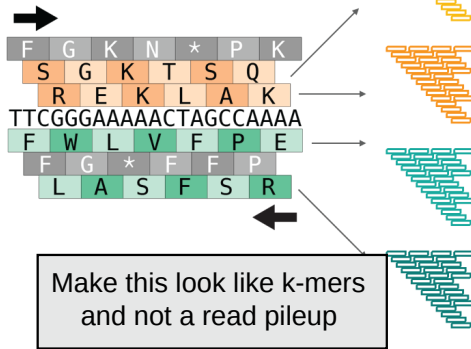 F G K N * P K
S G K T S Q
R E K L A K
TTCGGGAAAAACTAGCCAAAA
F W L V F P E
F G * F F P
L A S F S R
Make this look like k-mers
and not a read pileup